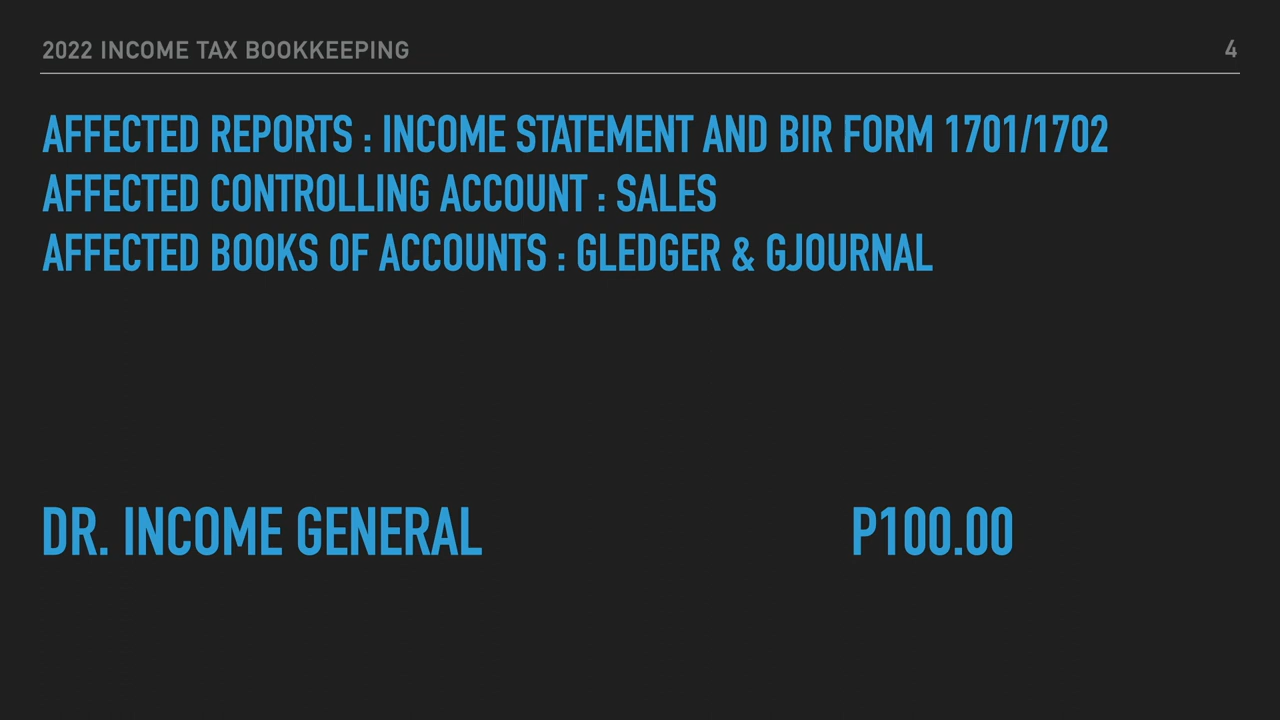 2022 INCOME TAX BOOKKEEPING 4
AFFECTED REPORTS : INCOME STATEMENT AND BIR FORM 1701/1702
AFFECTED CONTROLLING ACCOUNT : SALES
AFFECTED BOOKS OF ACCOUNTS : GLEDGER & GJOURNAL
DR. INCOME GENERAL P100.00